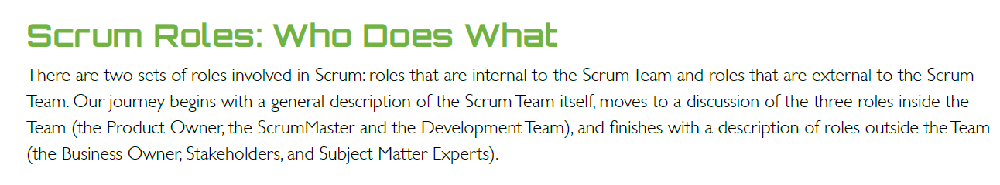 Scrum Roles: Who Does What
There are two sets of roles involved in Scrum: roles that are internal to the Scrum Team and roles that are external to the Scrum
Team. Our journey begins with a general description of the Scrum Team itself, moves to a discussion of the three roles inside the
Team (the Product Owner, the ScrumMaster and the Development Team), and finishes with a description of roles outside the Team
(the Business Owner, Stakeholders, and Subject Matter Experts).